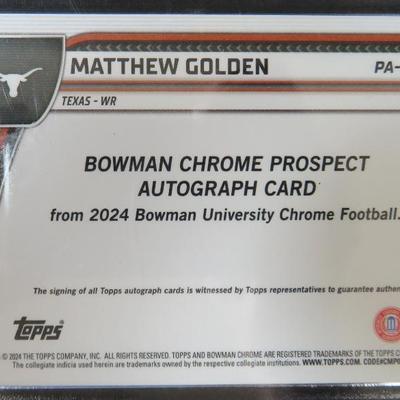 MATTHEW GOLDEN PA-
TEXAS - WR
BOWMAN CHROME PROSPECT
AUTOGRAPH CARD
from 2024 Bowman University Chrome Football.
The signing of all Topps autograph cards is witnessed by Topps representatives to guarantee authen
Topps
© 2024 THE TOPPS COMPANY, INC. ALL RIGHTS RESERVED. TOPPS AND BOWMAN CHROME ARE REGISTERED TRADEMARKS OF THE TOPPS
The collegiate indicia used herein are trademarks owned by the respective collegiate institutions. WWW.TOPPS.COM. CODE#CMP0